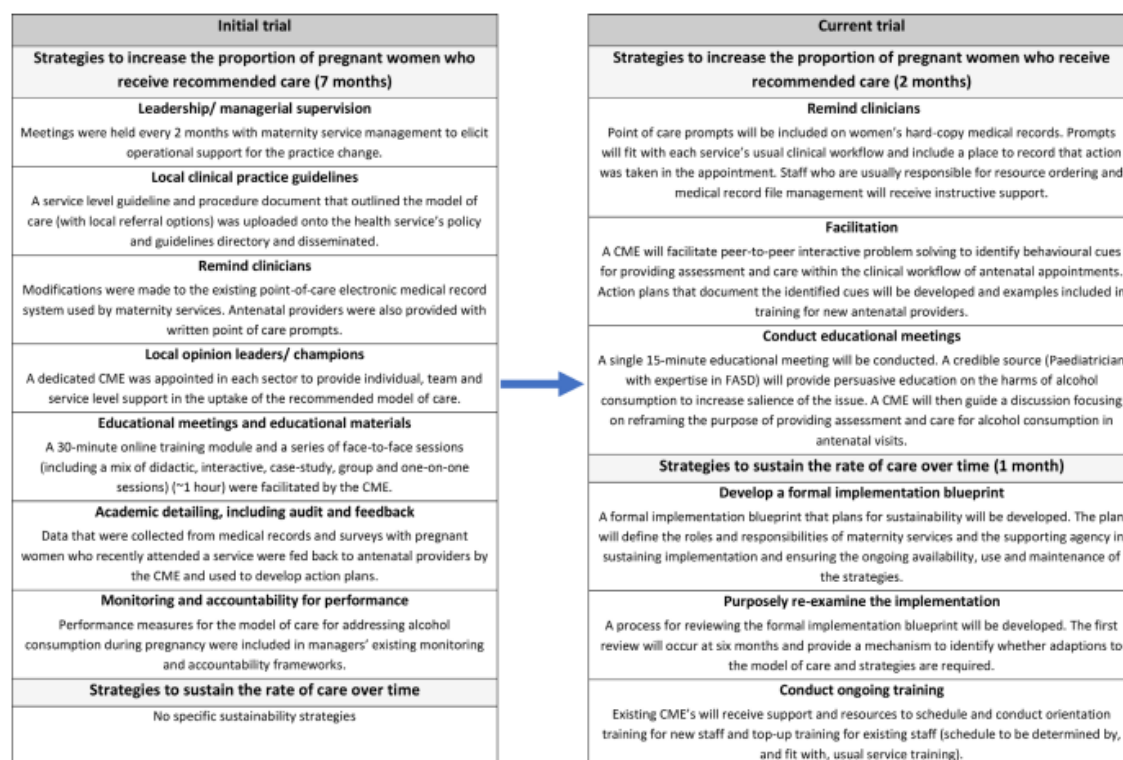 Initial trial
Strategies to increase the proportion of pregnant women who
receive recommended care (7 months)
Leadership/ managerial supervision
Meetings were held every 2 months with maternity service management to elicit
operational support for the practice change.
Local clinical practice guidelines
A service level guideline and procedure document that outlined the model of
care (with local referral options) was uploaded onto the health service's policy
and guidelines directory and disseminated.
Remind clinicians
Modifications were made to the existing point-of-care electronic medical record
system used by maternity services. Antenatal providers were also provided with
written point of care prompts.
Local opinion leaders/ champions
A dedicated CME was appointed in each sector to provide individual, team and
service level support in the uptake of the recommended model of care.
Educational meetings and educational materials
A 30-minute online training module and a series of face-to-face sessions
(including a mix of didactic, interactive, case-study, group and one-on-one
sessions) (~1 hour) were facilitated by the CME.
Academic detailing, including audit and feedback
Data that were collected from medical records and surveys with pregnant
women who recently attended a service were fed back to antenatal providers by
the CME and used to develop action plans.
Monitoring and accountability for performance
Performance measures for the model of care for addressing alcohol
consumption during pregnancy were included in managers' existing monitoring
and accountability frameworks.
Strategies to sustain the rate of care over time
No specific sustainability strategies
Current trial
Strategies to increase the proportion of pregnant women who receive
recommended care (2 months)
Remind clinicians
Point of care prompts will be included on women's hard-copy medical records. Prompts
will fit with each service's usual clinical workflow and include a place to record that action
was taken in the appointment. Staff who are usually responsible for resource ordering and
medical record file management will receive instructive support.
Facilitation
A CME will facilitate peer-to-peer interactive problem solving to identify behavioural cues
for providing assessment and care within the clinical workflow of antenatal appointments.
Action plans that document the identified cues will be developed and examples included in
training for new antenatal providers.
Conduct educational meetings
A single 15-minute educational meeting will be conducted. A credible source (Paediatrician
with expertise in FASD) will provide persuasive education on the harms of alcohol
consumption to increase salience of the issue. A CME will then guide a discussion focusing
on reframing the purpose of providing assessment and care for alcohol consumption in
antenatal visits.
Strategies to sustain the rate of care over time (1 month)
Develop a formal implementation blueprint
A formal implementation blueprint that plans for sustainability will be developed. The plan
will define the roles and responsibilities of maternity services and the supporting agency in
sustaining implementation and ensuring the ongoing availability, use and maintenance of
the strategies.
Purposely re-examine the implementation
A process for reviewing the formal implementation blueprint will be developed. The first
review will occur at six months and provide a mechanism to identify whether adaptions to
the model of care and strategies are required.
Conduct ongoing training
Existing CME's will receive support and resources to schedule and conduct orientation
training for new staff and top-up training for existing staff (schedule to be determined by,
and fit with, usual service training).